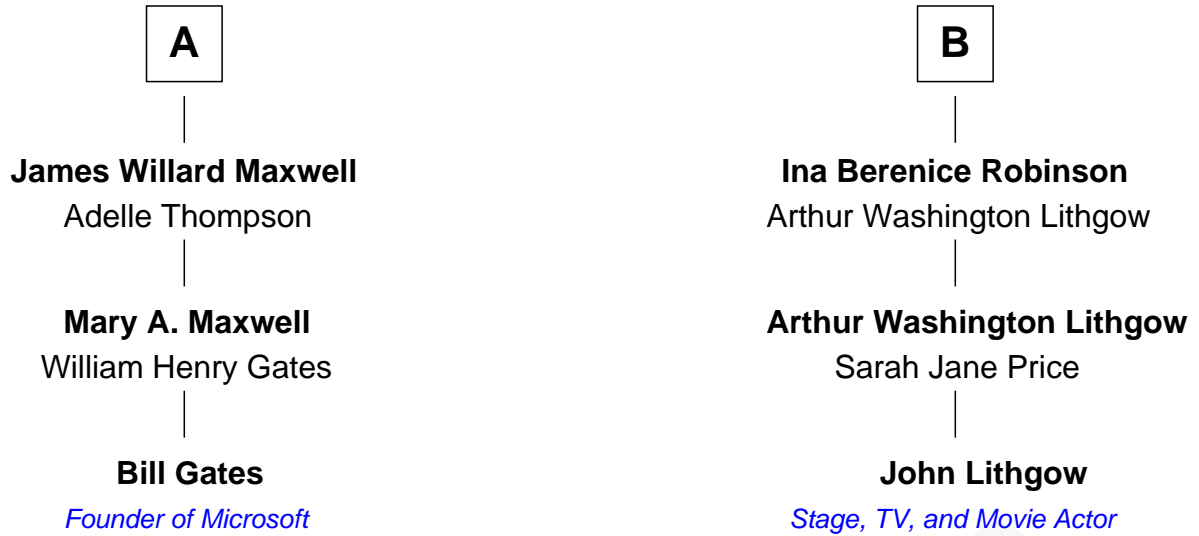 A
James Willard Maxwell
Adelle Thompson
Mary A. Maxwell
William Henry Gates
Bill Gates
Founder of Microsoft
B
Ina Berenice Robinson
Arthur Washington Lithgow
Arthur Washington Lithgow
Sarah Jane Price
John Lithgow
Stage, TV, and Movie Actor